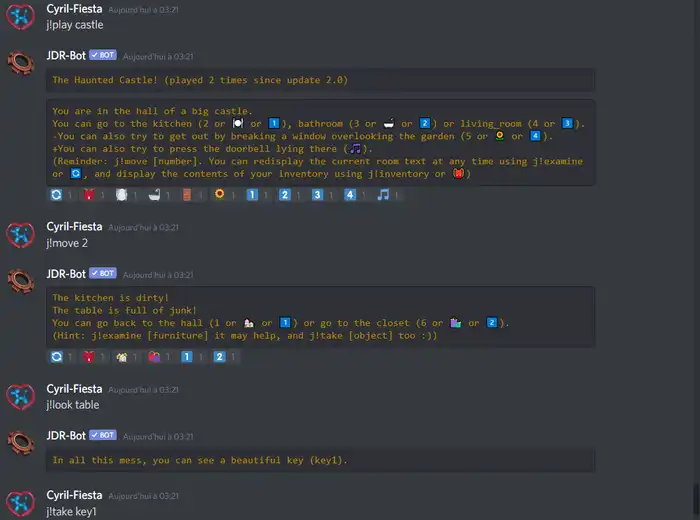 Cyril-Fiesta Aujourd'hui à 03:21
j!play castle
JDR-Bot BOT Aujourd'hui à 03:21
The Haunted Castle! (played 2 times since update 2.0)
You are in the hall of a big castle.
You can go to the kitchen (2 or 🍽 or 1), bathroom (3 or 🛁 or 2) or living_room (4 or 3).
-You can also try to get out by breaking a window overlooking the garden (5 or 🌻 or 4).
+You can also try to press the doorbell lying there (🎵).
(Reminder: j!move [number]. You can redisplay the current room text at any time using j!examine
or 🔄, and display the contents of your inventory using j!inventory or 🎒)
1 1 1 1 1 1 1 1 2 1 3 1 4 1 1
Cyril-Fiesta Aujourd'hui à 03:21
j!move 2
JDR-Bot BOT Aujourd'hui à 03:21
The kitchen is dirty!
The table is full of junk!
You can go back to the hall (1 or 🏡 or 1) or go to the closet (6 or 🛍 or 2).
(Hint: j!examine [furniture] it may help, and j!take [object] too :))
1 1 1 1 1 1 2 1
Cyril-Fiesta Aujourd'hui à 03:21
j!look table
JDR-Bot BOT Aujourd'hui à 03:21
In all this mess, you can see a beautiful key (key1).
Cyril-Fiesta Aujourd'hui à 03:21
j!take key1